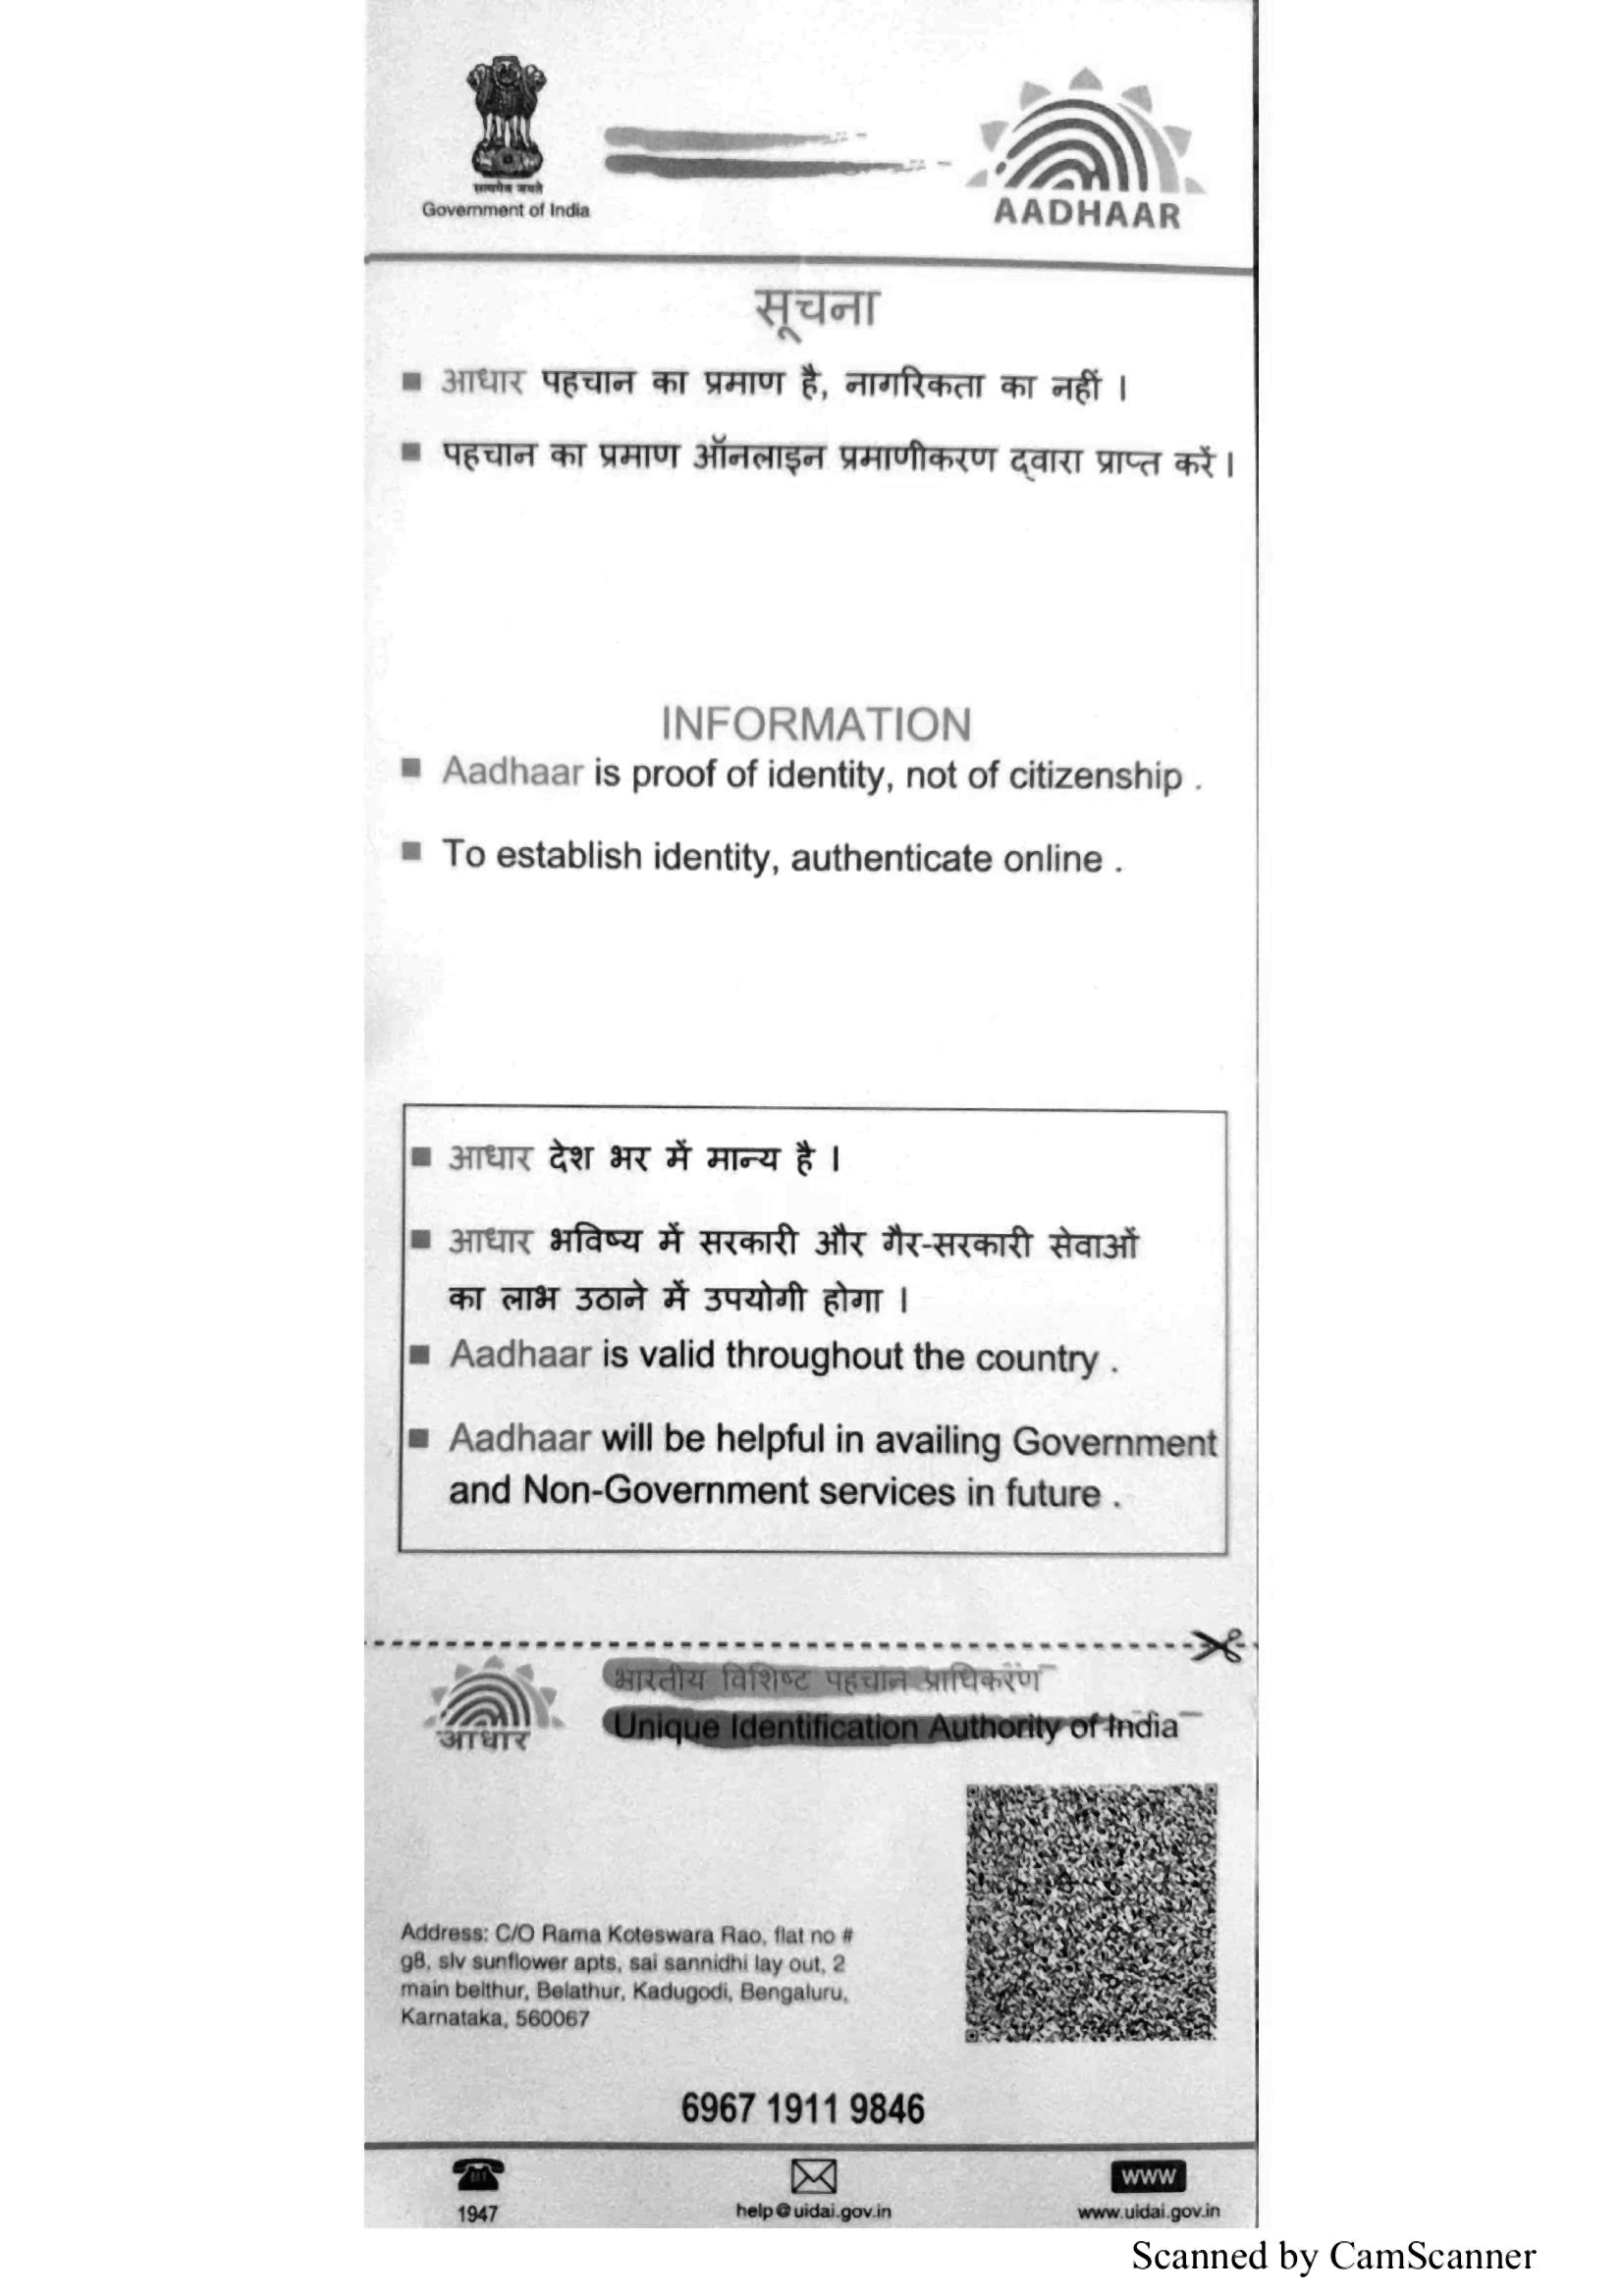 सत्यमेव जयते
Government of India
AADHAAR
सूचना
■ आधार पहचान का प्रमाण है, नागरिकता का नहीं ।
■ पहचान का प्रमाण ऑनलाइन प्रमाणीकरण द्वारा प्राप्त करें ।
INFORMATION
■ Aadhaar is proof of identity, not of citizenship .
■ To establish identity, authenticate online .
■ आधार देश भर में मान्य है ।
■ आधार भविष्य में सरकारी और गैर-सरकारी सेवाओं
का लाभ उठाने में उपयोगी होगा ।
■ Aadhaar is valid throughout the country .
■ Aadhaar will be helpful in availing Government
and Non-Government services in future .
भारतीय विशिष्ट पहचान प्राधिकरण
Unique Identification Authority of India
आधार
Address: C/O Rama Koteswara Rao, flat no #
g8, slv sunflower apts, sai sannidhi lay out, 2
main belthur, Belathur, Kadugodi, Bengaluru,
Karnataka, 560067
6967 1911 9846
1947
help@uidai.gov.in
www
www.uidai.gov.in
Scanned by CamScanner